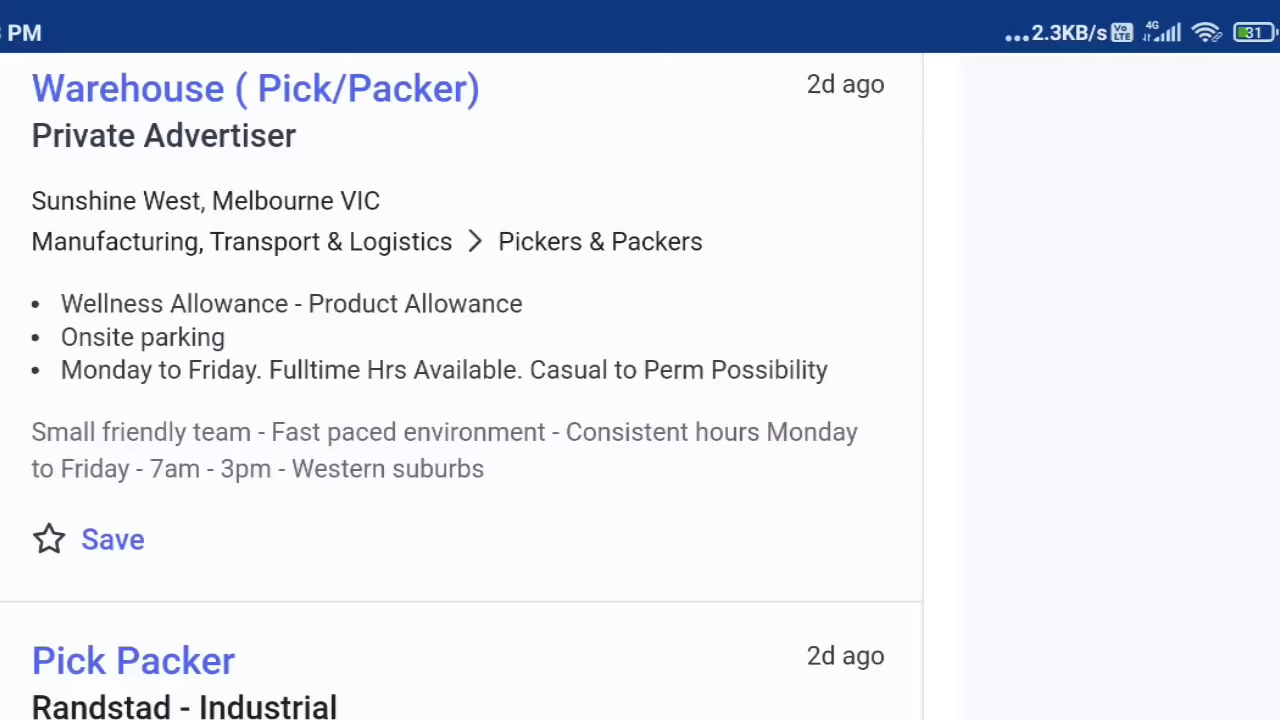 PM
...2.3KB/s Vo LTE 4G 31
Warehouse ( Pick/Packer)
2d ago
Private Advertiser
Sunshine West, Melbourne VIC
Manufacturing, Transport & Logistics > Pickers & Packers
• Wellness Allowance - Product Allowance
• Onsite parking
• Monday to Friday. Fulltime Hrs Available. Casual to Perm Possibility
Small friendly team - Fast paced environment - Consistent hours Monday
to Friday - 7am - 3pm - Western suburbs
Save
Pick Packer
2d ago
Randstad - Industrial